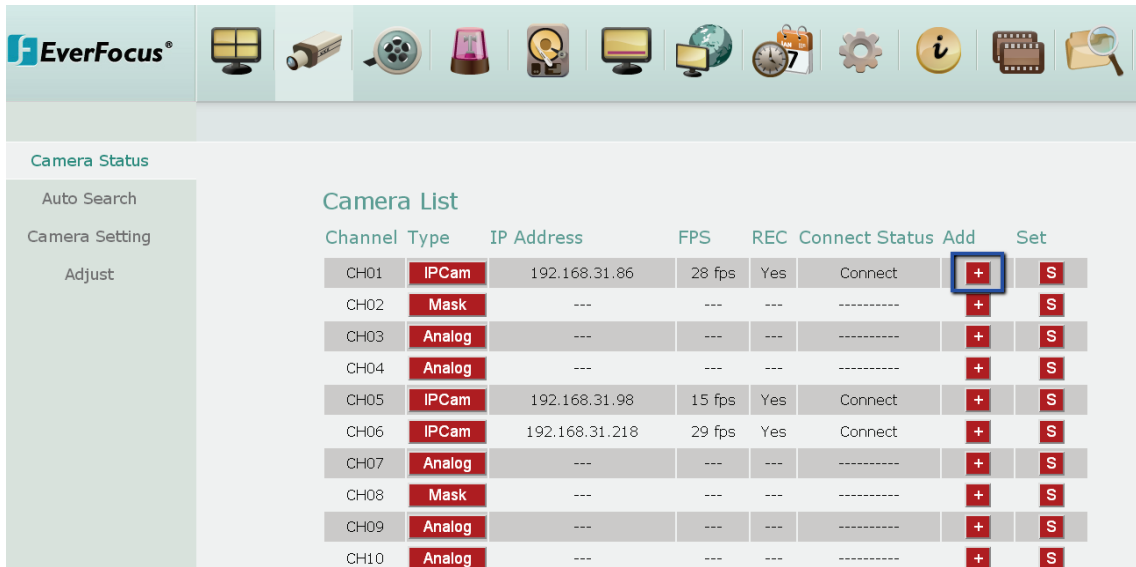 EverFocus®
Camera Status
Auto Search
Camera Setting
Adjust
Camera List
Channel Type IP Address FPS REC Connect Status Add Set
CH01 IPCam 192.168.31.86 28 fps Yes Connect + S
CH02 Mask --- --- --- ---------- + S
CH03 Analog --- --- --- ---------- + S
CH04 Analog --- --- --- ---------- + S
CH05 IPCam 192.168.31.98 15 fps Yes Connect + S
CH06 IPCam 192.168.31.218 29 fps Yes Connect + S
CH07 Analog --- --- --- ---------- + S
CH08 Mask --- --- --- ---------- + S
CH09 Analog --- --- --- ---------- + S
CH10 Analog --- --- --- ---------- + S